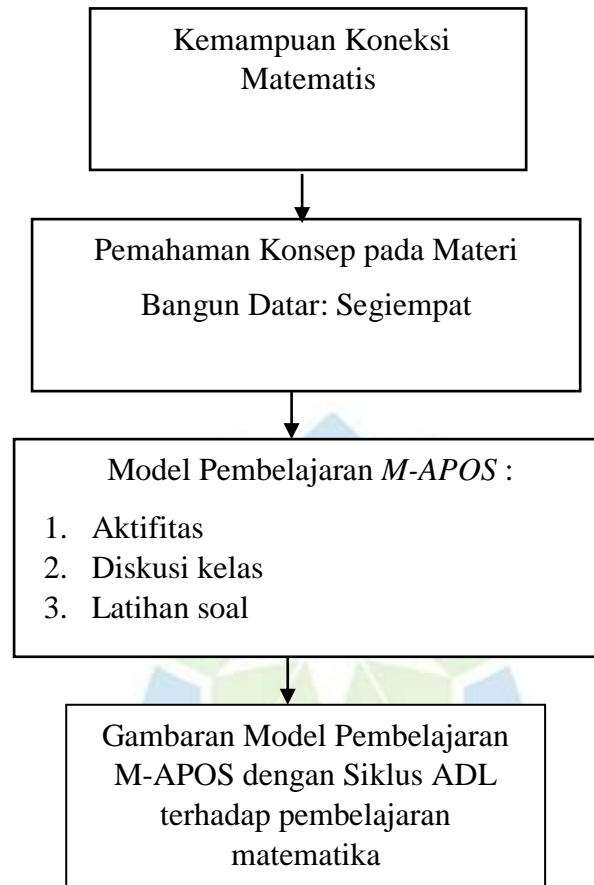 Kemampuan Koneksi
Matematis
Pemahaman Konsep pada Materi
Bangun Datar: Segiempat
Model Pembelajaran M-APOS :
1. Aktifitas
2. Diskusi kelas
3. Latihan soal
Gambaran Model Pembelajaran
M-APOS dengan Siklus ADL
terhadap pembelajaran
matematika